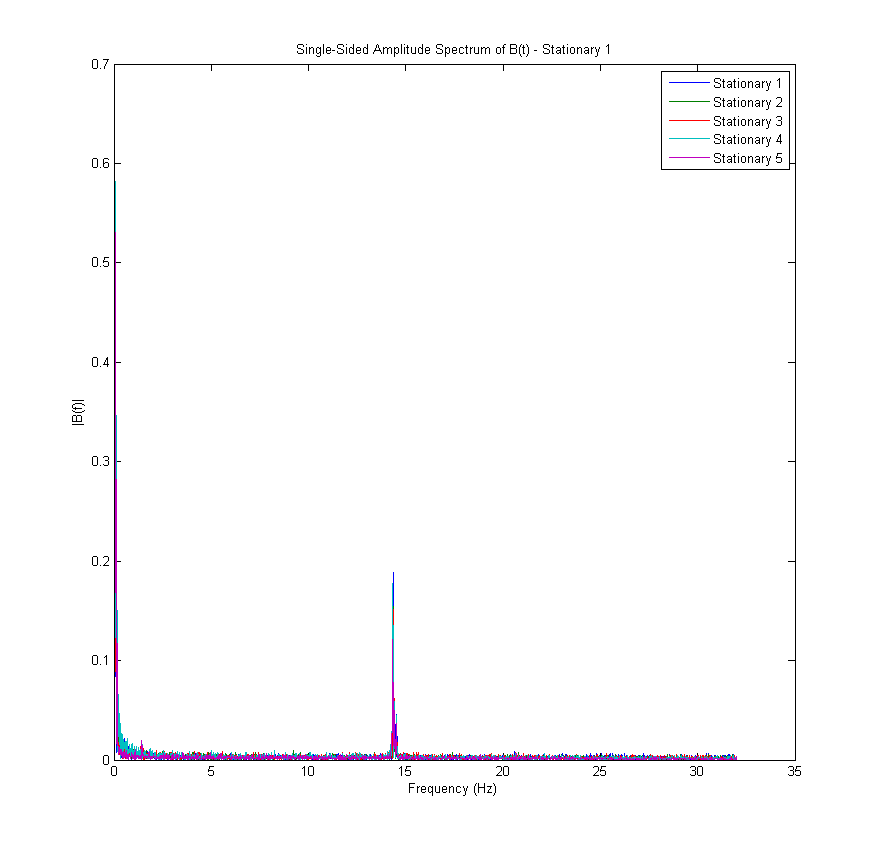 Single-Sided Amplitude Spectrum of B(t) - Stationary 1
0.7
0.6
0.5
0.4
0.3
0.2
0.1
0
|B(f)|
Stationary 1
Stationary 2
Stationary 3
Stationary 4
Stationary 5
0 5 10 15 20 25 30 35
Frequency (Hz)